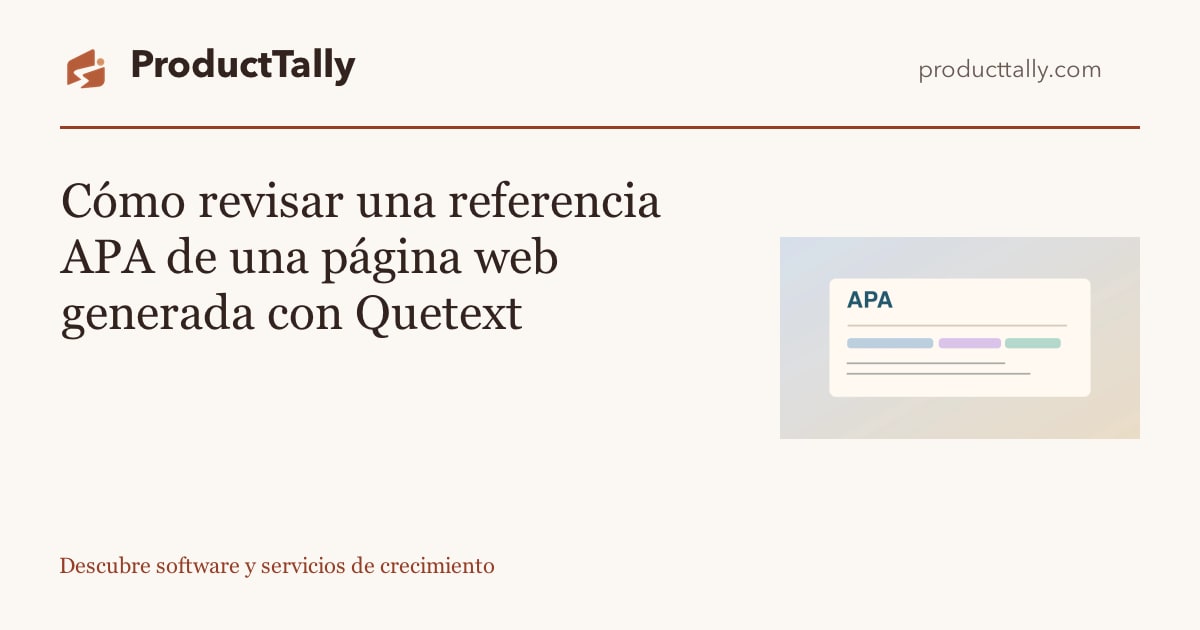 ProductTally
producttally.com
Cómo revisar una referencia
APA de una página web
generada con Quetext
APA
Descubre software y servicios de crecimiento